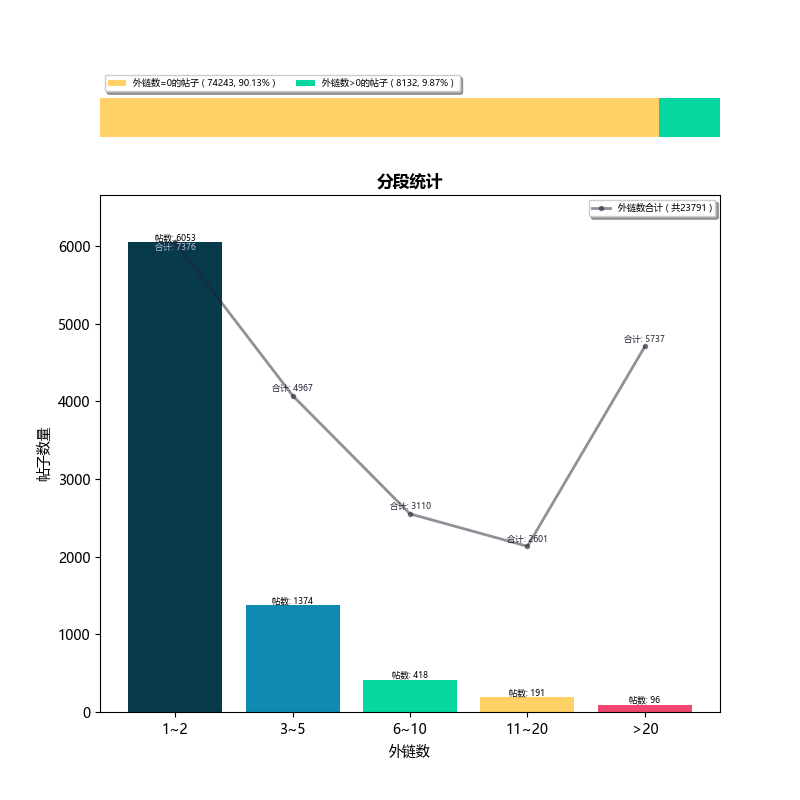 外链数=0的帖子 ( 74243, 90.13% )
外链数>0的帖子 ( 8132, 9.87% )
分段统计
外链数合计 ( 共23791 )
帖数: 6053
合计: 7376
合计: 4967
合计: 3110
合计: 2601
合计: 5737
帖数: 1374
帖数: 418
帖数: 191
帖数: 96
6000
5000
4000
3000
2000
1000
0
帖子数量
1~2
3~5
6~10
11~20
>20
外链数